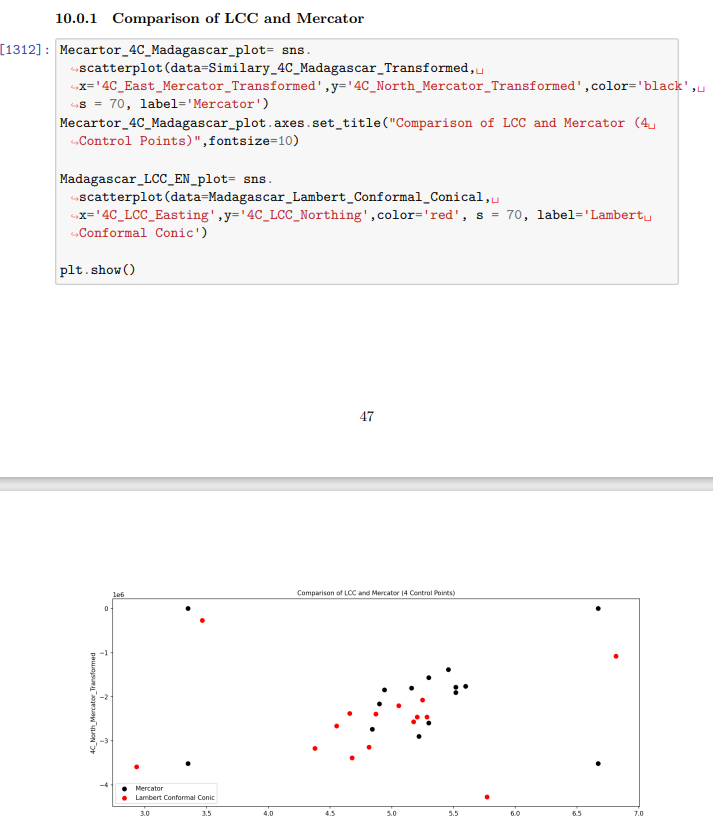 10.0.1 Comparison of LCC and Mercator
[1312]: Mecartor_4C_Madagascar_plot= sns.
↪scatterplot(data=Similary_4C_Madagascar_Transformed,␣
↪x='4C_East_Mercator_Transformed',y='4C_North_Mercator_Transformed',color='black',␣
↪s = 70, label='Mercator')
Mecartor_4C_Madagascar_plot.axes.set_title("Comparison of LCC and Mercator (4␣
↪Control Points)",fontsize=10)
Madagascar_LCC_EN_plot= sns.
↪scatterplot(data=Madagascar_Lambert_Conformal_Conical,␣
↪x='4C_LCC_Easting',y='4C_LCC_Northing',color='red', s = 70, label='Lambert␣
↪Conformal Conic')
plt.show()
47
1e6
Comparison of LCC and Mercator (4 Control Points)
0
−1
−2
−3
−4
4C_North_Mercator_Transformed
Mercator
Lambert Conformal Conic
3.0 3.5 4.0 4.5 5.0 5.5 6.0 6.5 7.0